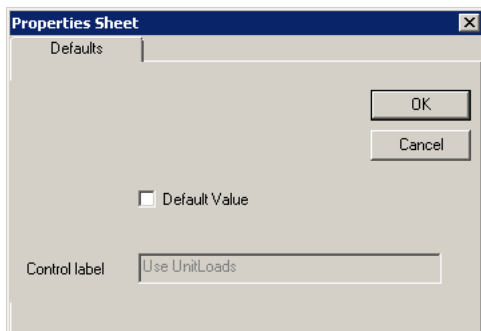 Properties Sheet
Defaults
OK
Cancel
Default Value
Control label
Use UnitLoads